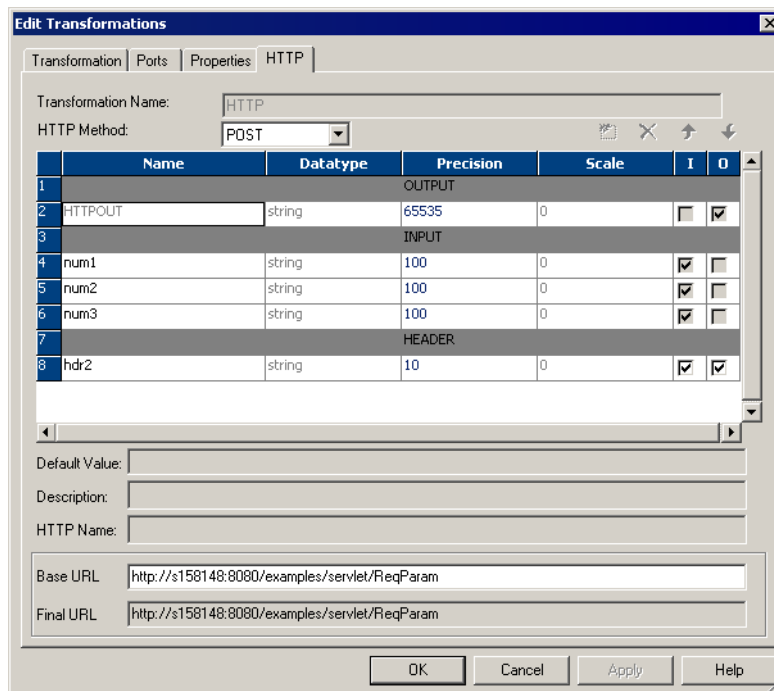 Edit Transformations
Transformation Ports Properties HTTP
Transformation Name: HTTP
HTTP Method: POST
Name Datatype Precision Scale I O
1 OUTPUT
2 HTTPOUT string 65535 0
3 INPUT
4 num1 string 100 0
5 num2 string 100 0
6 num3 string 100 0
7 HEADER
8 hdr2 string 10 0
Default Value:
Description:
HTTP Name:
Base URL http://s158148:8080/examples/servlet/ReqParam
Final URL http://s158148:8080/examples/servlet/ReqParam
OK Cancel Apply Help